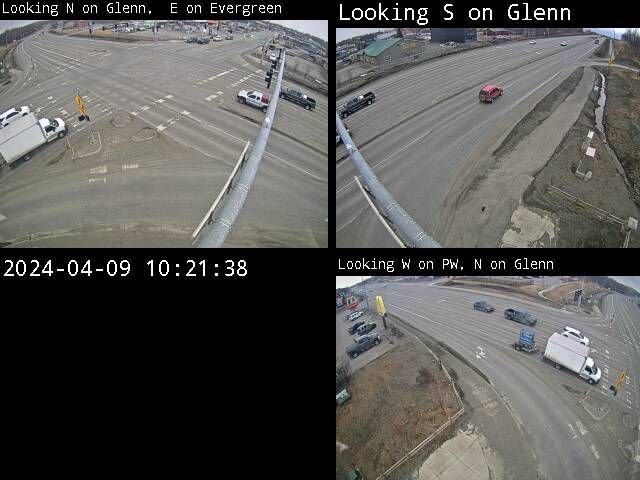 Looking N on Glenn,  E on Evergreen
Looking S on Glenn
2024-04-09 10:21:38
Looking W on PW, N on Glenn